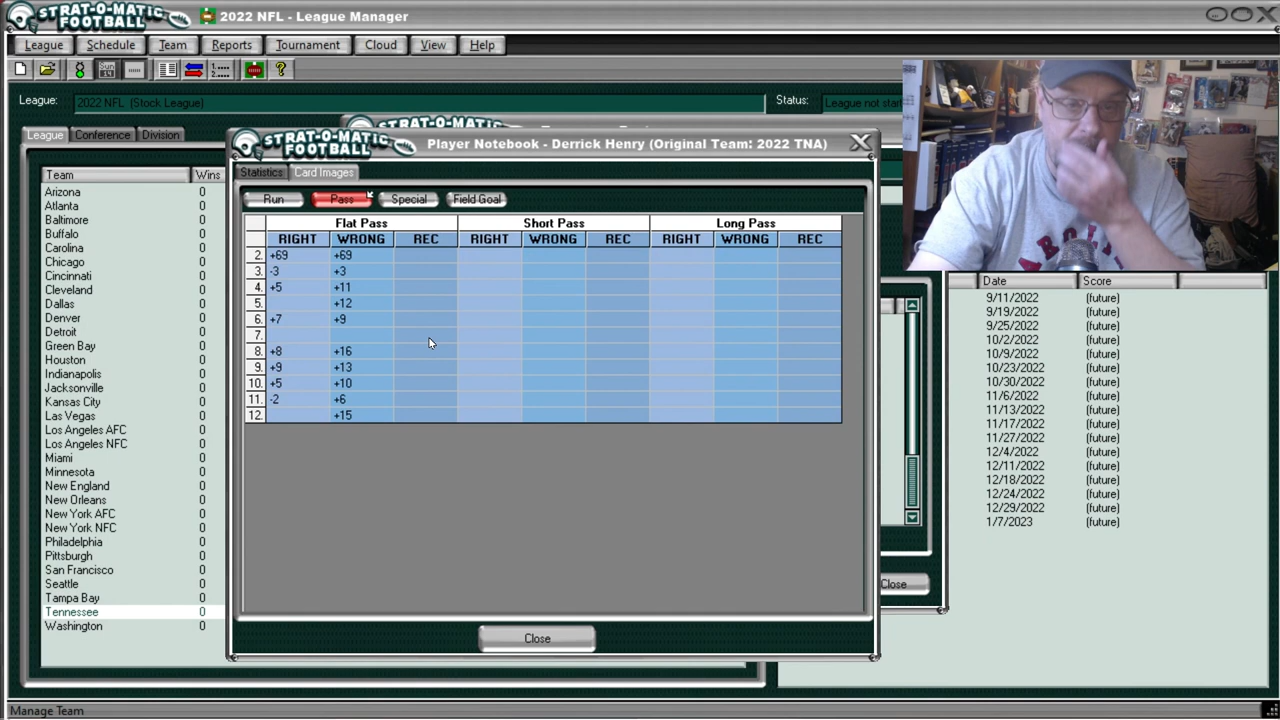 STRAT-O-MATIC FOOTBALL 2022 NFL - League Manager
League Schedule Team Reports Tournament Cloud View Help
League: 2022 NFL (Stock League) Status: League not star
League Conference Division
Team Wins
Arizona 0
Atlanta 0
Baltimore 0
Buffalo 0
Carolina 0
Chicago 0
Cincinnati 0
Cleveland 0
Dallas 0
Denver 0
Detroit 0
Green Bay 0
Houston 0
Indianapolis 0
Jacksonville 0
Kansas City 0
Las Vegas 0
Los Angeles AFC 0
Los Angeles NFC 0
Miami 0
Minnesota 0
New England 0
New Orleans 0
New York AFC 0
New York NFC 0
Philadelphia 0
Pittsburgh 0
San Francisco 0
Seattle 0
Tampa Bay 0
Tennessee 0
Washington 0
STRAT-O-MATIC
STRAT-O-MATIC FOOTBALL Player Notebook - Derrick Henry (Original Team: 2022 TNA)
Statistics Card Images
Run Pass Special Field Goal
Flat Pass Short Pass Long Pass
RIGHT WRONG REC RIGHT WRONG REC RIGHT WRONG REC
2. +69 +69
3. -3 +3
4. +5 +11
5. +12
6. +7 +9
7.
8. +8 +16
9. +9 +13
10. +5 +10
11. -2 +6
12. +15
Close
Close
Date Score
9/11/2022 (future)
9/19/2022 (future)
9/25/2022 (future)
10/2/2022 (future)
10/9/2022 (future)
10/23/2022 (future)
10/30/2022 (future)
11/6/2022 (future)
11/13/2022 (future)
11/17/2022 (future)
11/27/2022 (future)
12/4/2022 (future)
12/11/2022 (future)
12/18/2022 (future)
12/24/2022 (future)
12/29/2022 (future)
1/7/2023 (future)
Manage Team